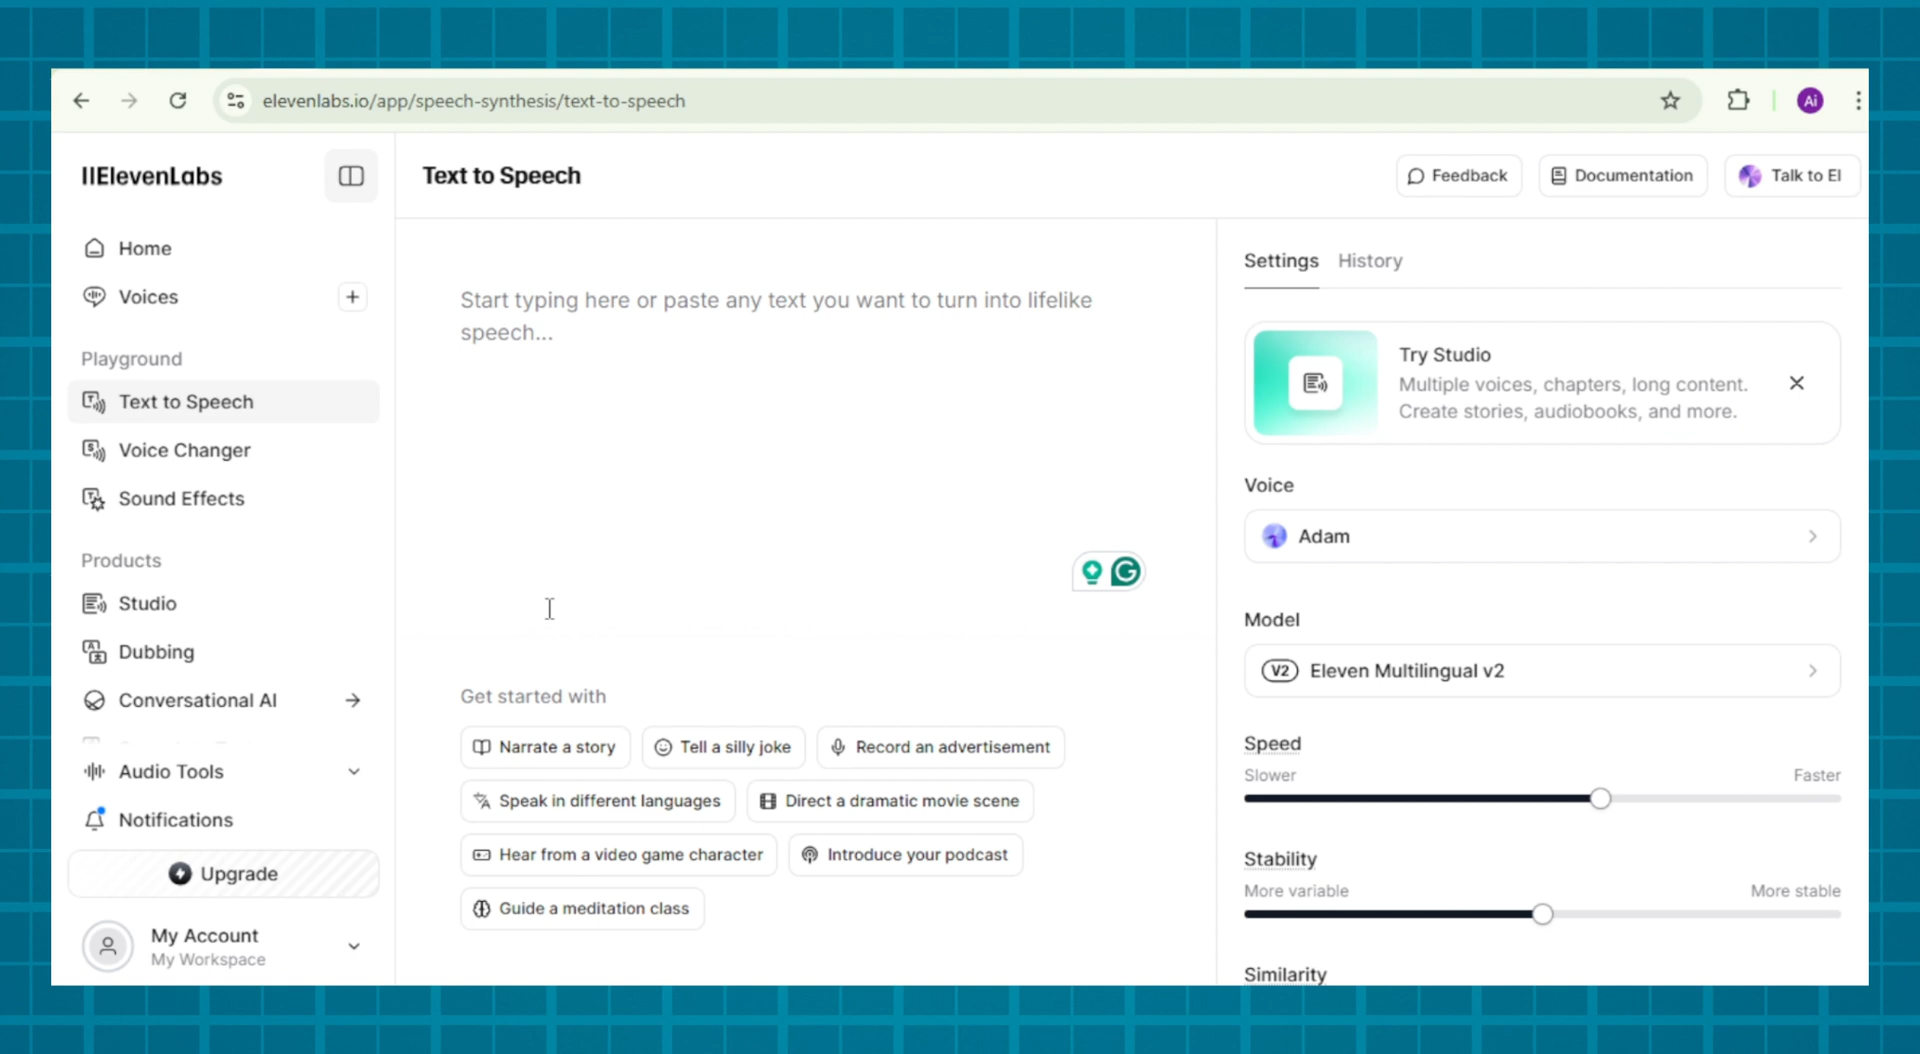 elevenlabs.io/app/speech-synthesis/text-to-speech
Ai
IIElevenLabs
Home
Voices
Playground
Text to Speech
Voice Changer
Sound Effects
Products
Studio
Dubbing
Conversational AI
Audio Tools
Notifications
Upgrade
My Account
My Workspace
Text to Speech
Feedback
Documentation
Talk to El
Start typing here or paste any text you want to turn into lifelike
speech...
Get started with
Narrate a story
Tell a silly joke
Record an advertisement
Speak in different languages
Direct a dramatic movie scene
Hear from a video game character
Introduce your podcast
Guide a meditation class
Settings History
Try Studio
Multiple voices, chapters, long content.
Create stories, audiobooks, and more.
Voice
Adam
Model
V2 Eleven Multilingual v2
Speed
Slower Faster
Stability
More variable More stable
Similarity